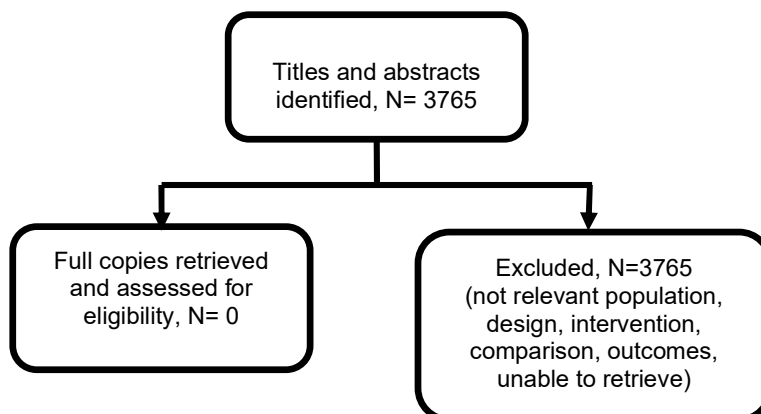 Titles and abstracts
identified, N= 3765
Full copies retrieved
and assessed for
eligibility, N= 0
Excluded, N=3765
(not relevant population,
design, intervention,
comparison, outcomes,
unable to retrieve)